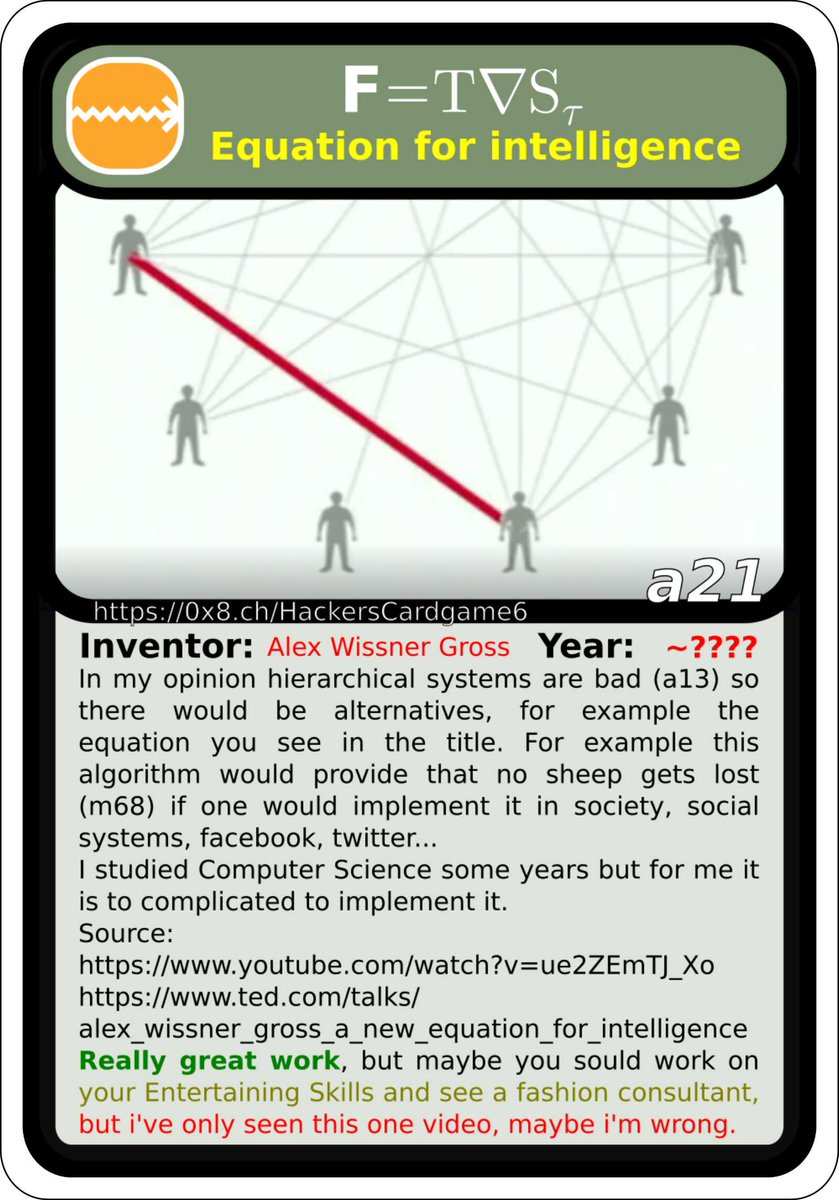 F=T∇Sτ
Equation for intelligence
a21
https://0x8.ch/HackersCardgame6
Inventor: Alex Wissner Gross Year: ~????
In my opinion hierarchical systems are bad (a13) so
there would be alternatives, for example the
equation you see in the title. For example this
algorithm would provide that no sheep gets lost
(m68) if one would implement it in society, social
systems, facebook, twitter...
I studied Computer Science some years but for me it
is to complicated to implement it.
Source:
https://www.youtube.com/watch?v=ue2ZEmTJ_Xo
https://www.ted.com/talks/
alex_wissner_gross_a_new_equation_for_intelligence
Really great work, but maybe you sould work on
your Entertaining Skills and see a fashion consultant,
but i've only seen this one video, maybe i'm wrong.